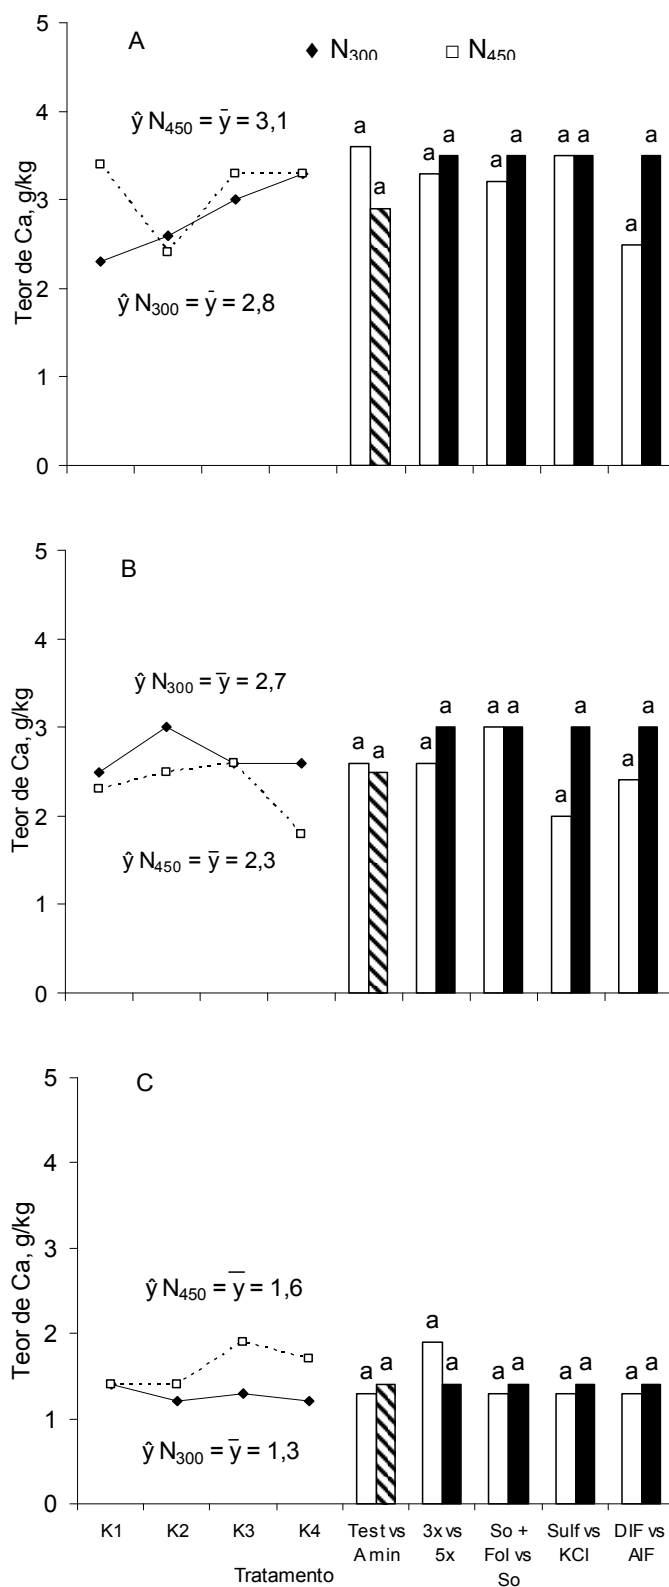 5
A
N₃₀₀
N₄₅₀
4
ŷ N₄₅₀ = ȳ = 3,1
a
a
a
a
a
a
a
a
a
a
3
Teor de Ca, g/kg
2
ŷ N₃₀₀ = ȳ = 2,8
1
0
5
B
4
ŷ N₃₀₀ = ȳ = 2,7
a
a
a
a
a
a
a
a
a
a
3
Teor de Ca, g/kg
2
ŷ N₄₅₀ = ȳ = 2,3
1
0
5
C
4
3
Teor de Ca, g/kg
ŷ N₄₅₀ = ȳ = 1,6
2
a
a
a
a
a
a
a
a
a
a
1
ŷ N₃₀₀ = ȳ = 1,3
0
K1 K2 K3 K4 Test vs 3x vs So + Sulf vs DIF vs
A min 5x Fol vs KCl AIF
So
Tratamento